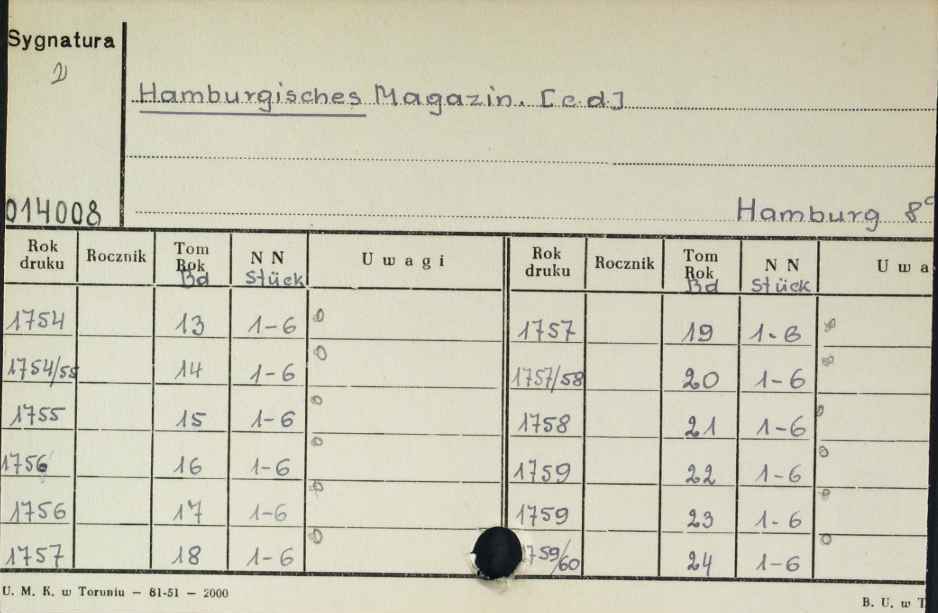 Sygnatura
2
Hamburgisches Magazin. [c.d.]
014008
Hamburg 8°
Rok druku Rocznik Tom Rok Bd N N Stück Uwagi Rok druku Rocznik Tom Rok Bd N N Stück Uwa
1754 13 1-6 1757 19 1-6
1754/55 14 1-6 1757/58 20 1-6
1755 15 1-6 1758 21 1-6
1756 16 1-6 1759 22 1-6
1756 17 1-6 1759 23 1-6
1757 18 1-6 1759/60 24 1-6
U. M. K. w Toruniu — 81-51 — 2000
B. U. w T